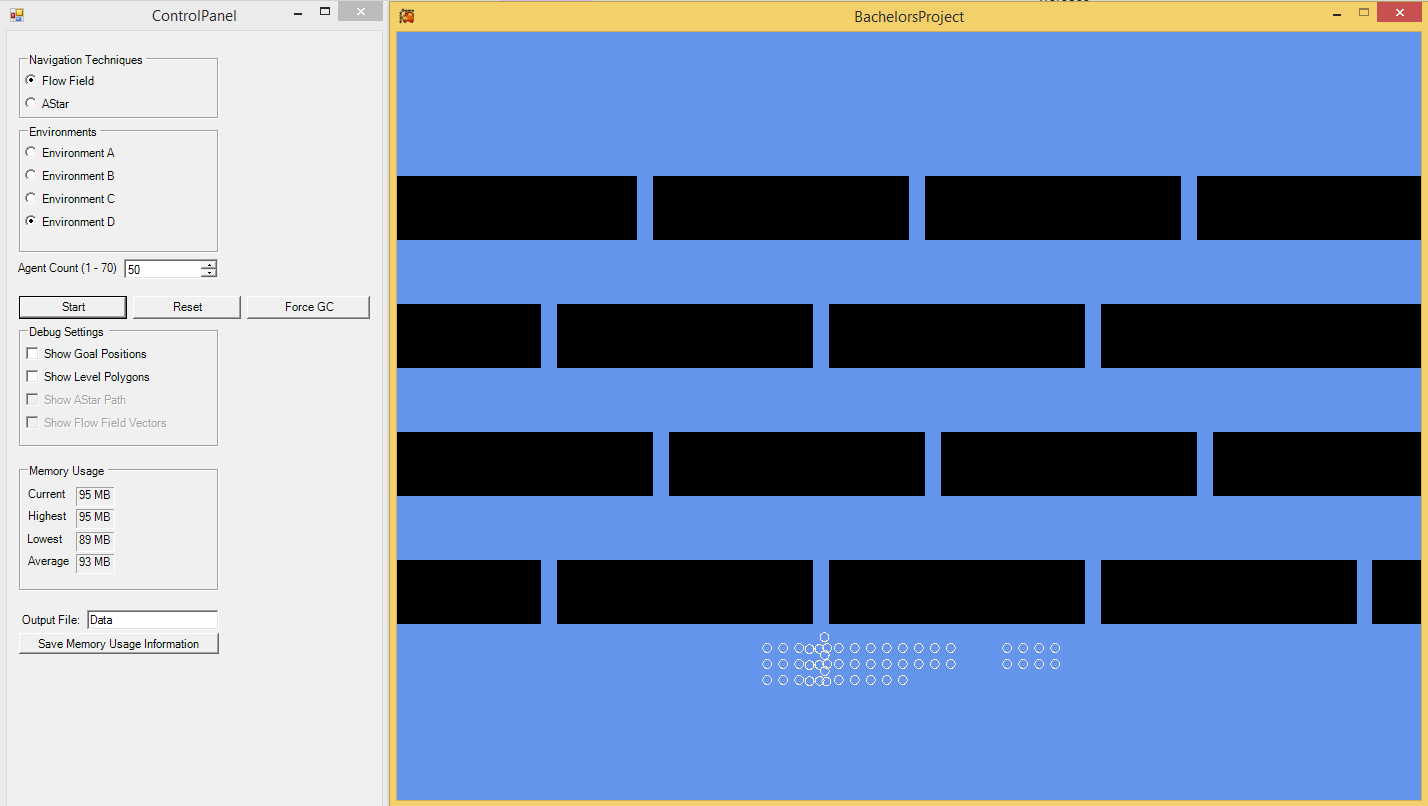 ControlPanel
Navigation Techniques
Flow Field
AStar
Environments
Environment A
Environment B
Environment C
Environment D
Agent Count (1 - 70) 50
Start Reset Force GC
Debug Settings
Show Goal Positions
Show Level Polygons
Show AStar Path
Show Flow Field Vectors
Memory Usage
Current 95 MB
Highest 95 MB
Lowest 89 MB
Average 93 MB
Output File: Data
Save Memory Usage Information
BachelorsProject